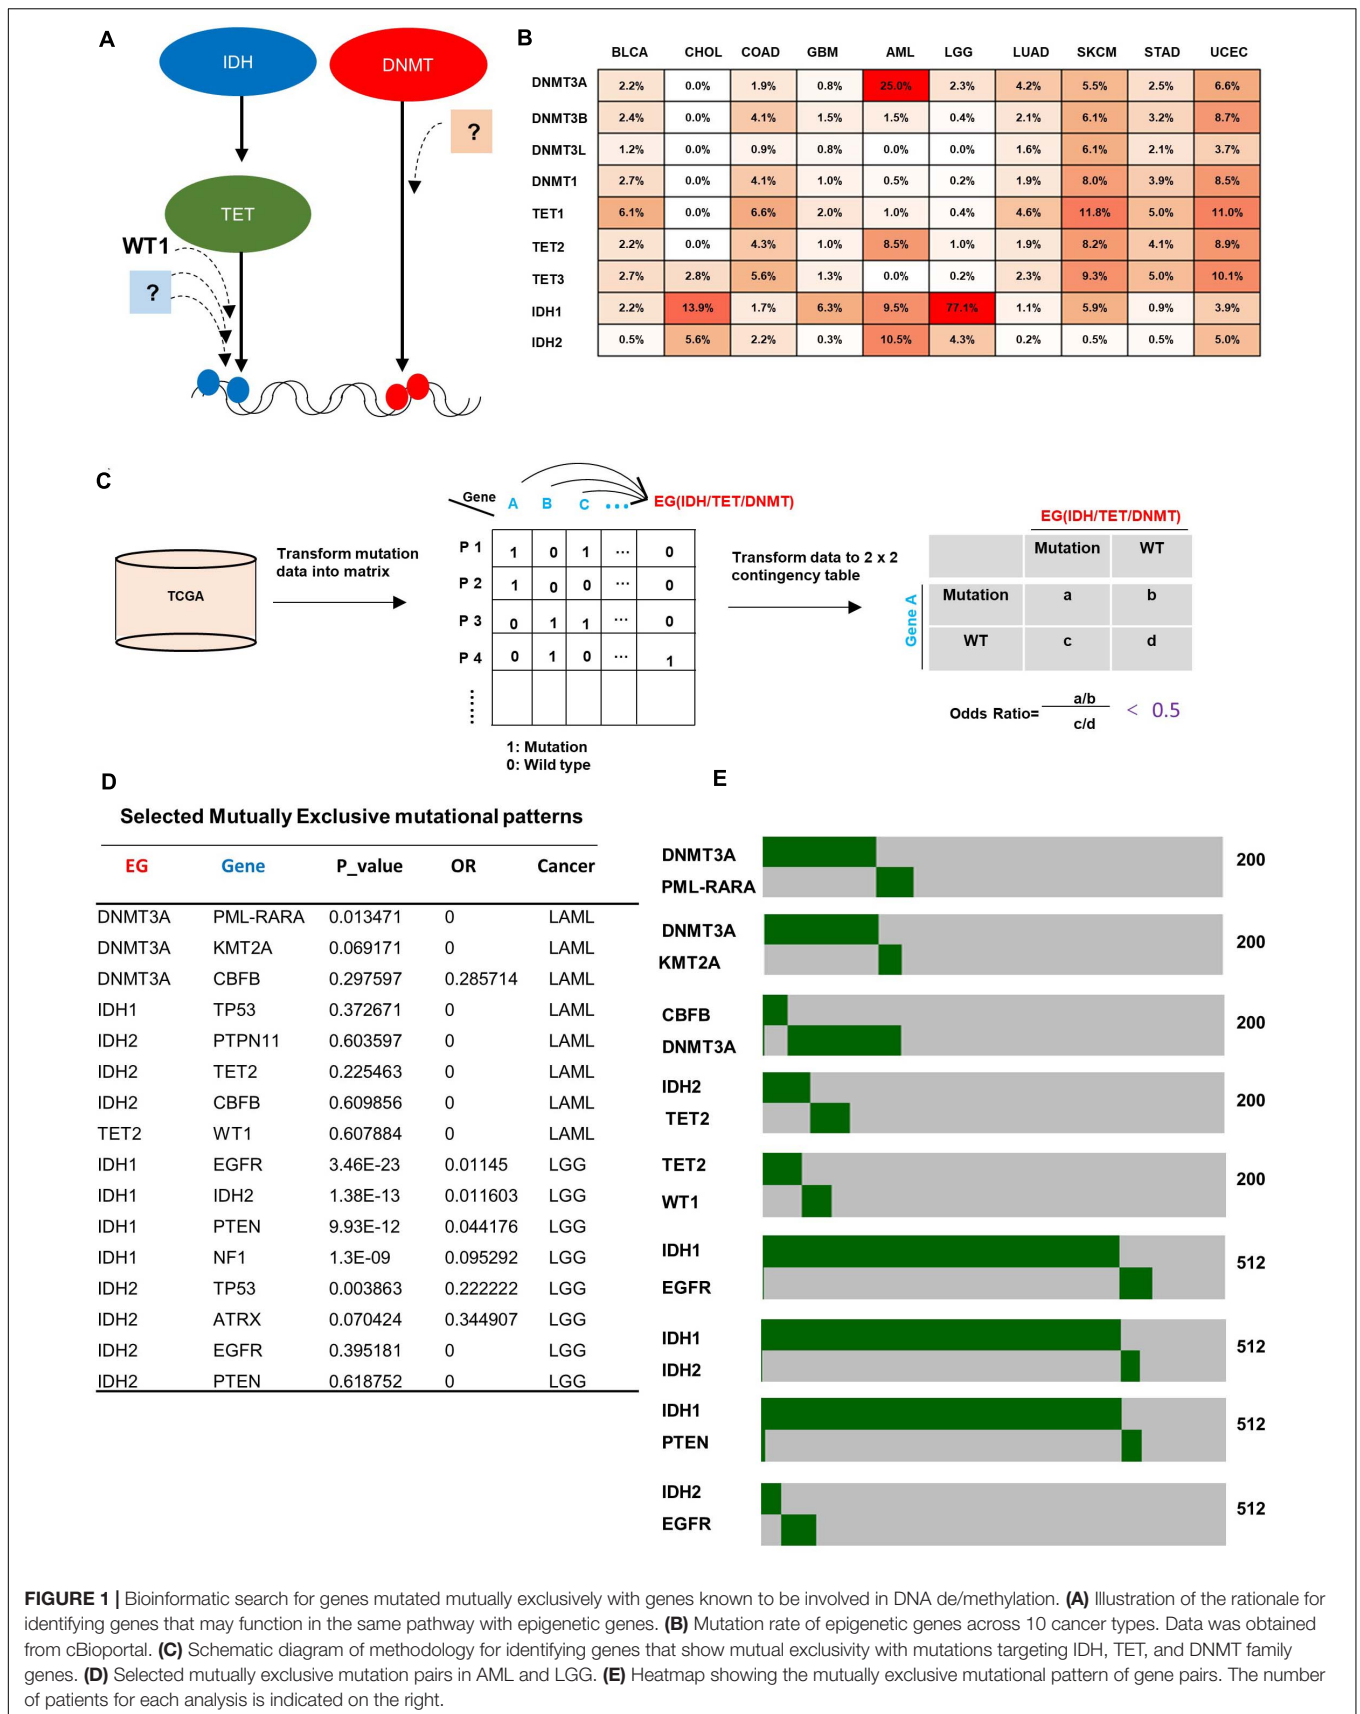 A
IDH
DNMT
?
TET
WT1
?
B
BLCA CHOL COAD GBM AML LGG LUAD SKCM STAD UCEC
DNMT3A 2.2% 0.0% 1.9% 0.8% 25.0% 2.3% 4.2% 5.5% 2.5% 6.6%
DNMT3B 2.4% 0.0% 4.1% 1.5% 1.5% 0.4% 2.1% 6.1% 3.2% 8.7%
DNMT3L 1.2% 0.0% 0.9% 0.8% 0.0% 0.0% 1.6% 6.1% 2.1% 3.7%
DNMT1 2.7% 0.0% 4.1% 1.0% 0.5% 0.2% 1.9% 8.0% 3.9% 8.5%
TET1 6.1% 0.0% 6.6% 2.0% 1.0% 0.4% 4.6% 11.8% 5.0% 11.0%
TET2 2.2% 0.0% 4.3% 1.0% 8.5% 1.0% 1.9% 8.2% 4.1% 8.9%
TET3 2.7% 2.8% 5.6% 1.3% 0.0% 0.2% 2.3% 9.3% 5.0% 10.1%
IDH1 2.2% 13.9% 1.7% 6.3% 9.5% 77.1% 1.1% 5.9% 0.9% 3.9%
IDH2 0.5% 5.6% 2.2% 0.3% 10.5% 4.3% 0.2% 0.5% 0.5% 5.0%
C
TCGA
Transform mutation
data into matrix
Gene A B C ... EG(IDH/TET/DNMT)
P 1 1 0 1 ... 0
P 2 1 0 0 ... 0
P 3 0 1 1 ... 0
P 4 0 1 0 ... 1
......
1: Mutation
0: Wild type
Transform data to 2 x 2
contingency table
EG(IDH/TET/DNMT)
Mutation WT
Gene A
Mutation a b
WT c d
Odds Ratio= a/b
c/d
< 0.5
D
Selected Mutually Exclusive mutational patterns
EG Gene P_value OR Cancer
DNMT3A PML-RARA 0.013471 0 LAML
DNMT3A KMT2A 0.069171 0 LAML
DNMT3A CBFB 0.297597 0.285714 LAML
IDH1 TP53 0.372671 0 LAML
IDH2 PTPN11 0.603597 0 LAML
IDH2 TET2 0.225463 0 LAML
IDH2 CBFB 0.609856 0 LAML
TET2 WT1 0.607884 0 LAML
IDH1 EGFR 3.46E-23 0.01145 LGG
IDH1 IDH2 1.38E-13 0.011603 LGG
IDH1 PTEN 9.93E-12 0.044176 LGG
IDH1 NF1 1.3E-09 0.095292 LGG
IDH2 TP53 0.003863 0.222222 LGG
IDH2 ATRX 0.070424 0.344907 LGG
IDH2 EGFR 0.395181 0 LGG
IDH2 PTEN 0.618752 0 LGG
E
DNMT3A
PML-RARA
200
DNMT3A
KMT2A
200
CBFB
DNMT3A
200
IDH2
TET2
200
TET2
WT1
200
IDH1
EGFR
512
IDH1
IDH2
512
IDH1
PTEN
512
IDH2
EGFR
512
FIGURE 1 | Bioinformatic search for genes mutated mutually exclusively with genes known to be involved in DNA de/methylation. (A) Illustration of the rationale for
identifying genes that may function in the same pathway with epigenetic genes. (B) Mutation rate of epigenetic genes across 10 cancer types. Data was obtained
from cBioportal. (C) Schematic diagram of methodology for identifying genes that show mutual exclusivity with mutations targeting IDH, TET, and DNMT family
genes. (D) Selected mutually exclusive mutation pairs in AML and LGG. (E) Heatmap showing the mutually exclusive mutational pattern of gene pairs. The number
of patients for each analysis is indicated on the right.